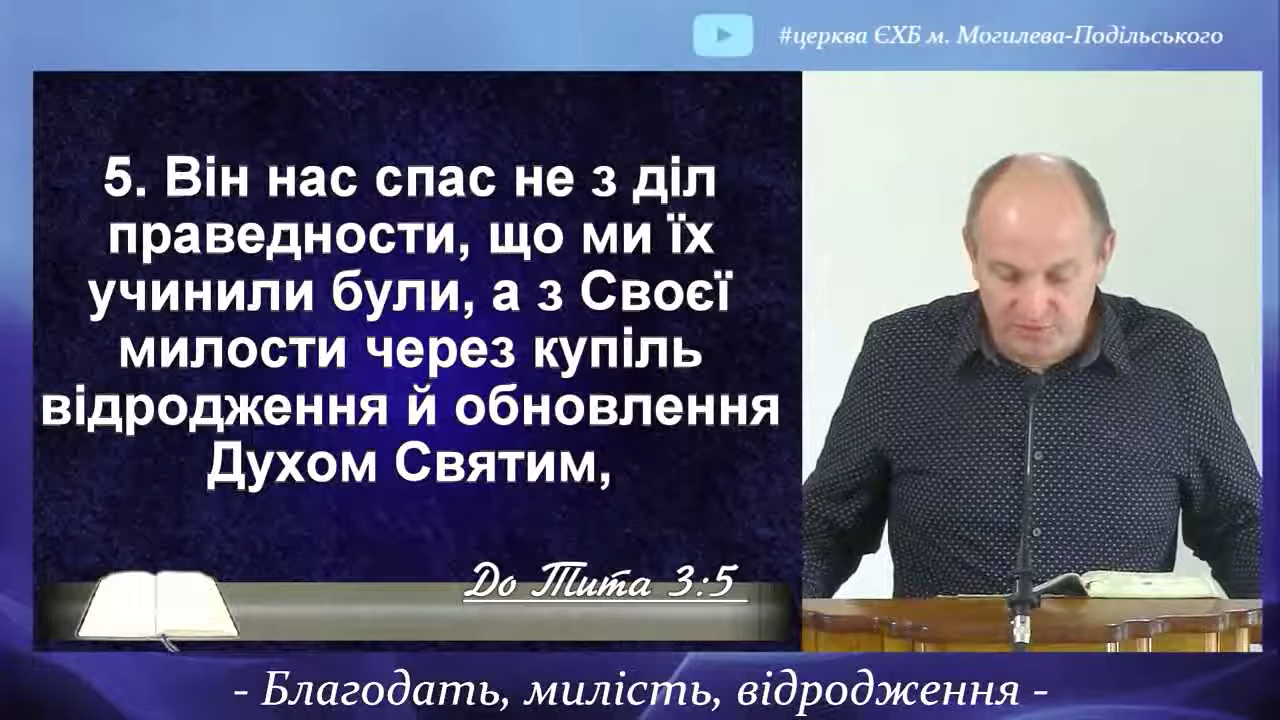 #церква ЄХБ м. Могилева-Подільського
5. Він нас спас не з діл
праведности, що ми їх
учинили були, а з Своєї
милости через купіль
відродження й обновлення
Духом Святим,
До Тита 3:5
- Благодать, милість, відродження -